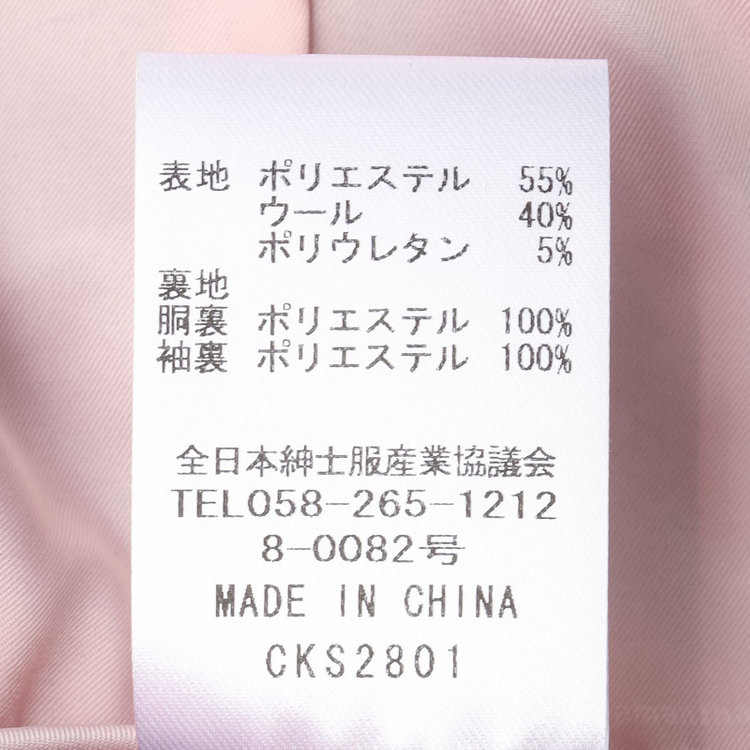 表地 ポリエステル 55%
ウール 40%
ポリウレタン 5%
裏地
胴裏 ポリエステル 100%
袖裏 ポリエステル 100%
全日本紳士服産業協議会
TEL058-265-1212
8-0082号
MADE IN CHINA
CKS2801